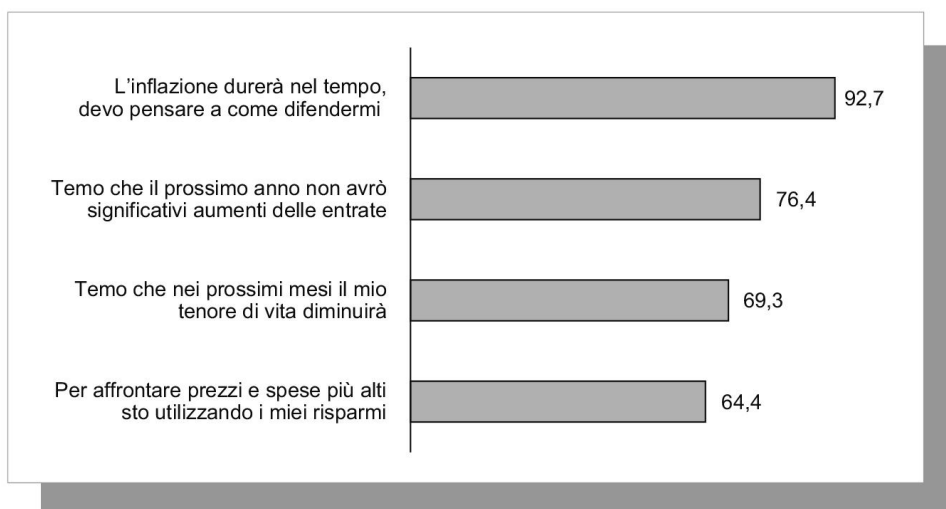 L’inflazione durerà nel tempo,
devo pensare a come difendermi
92,7
Temo che il prossimo anno non avrò
significativi aumenti delle entrate
76,4
Temo che nei prossimi mesi il mio
tenore di vita diminuirà
69,3
Per affrontare prezzi e spese più alti
sto utilizzando i miei risparmi
64,4